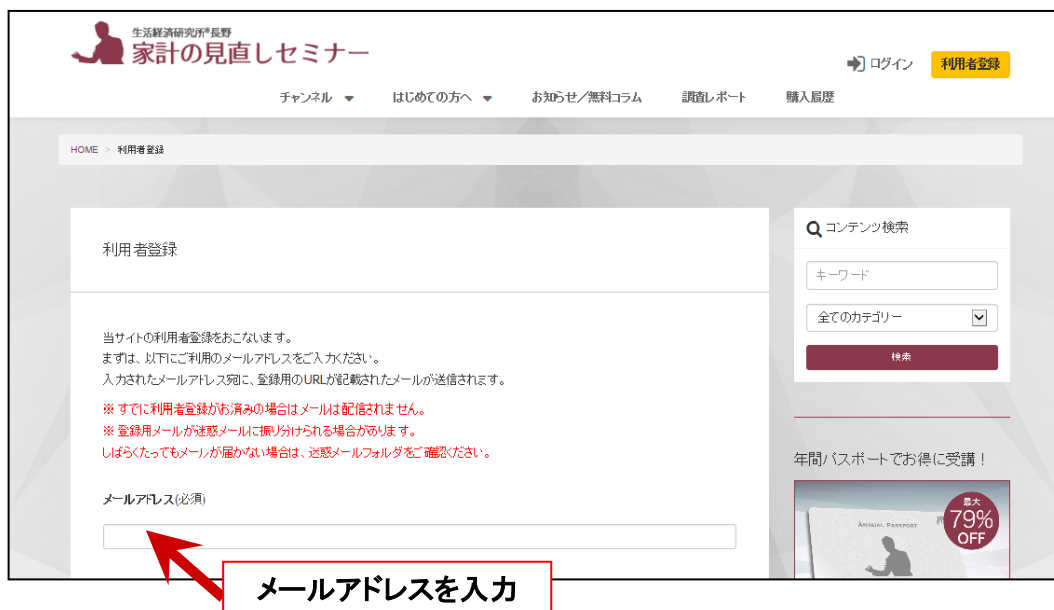 生活経済研究所®長野
家計の見直しセミナー
ログイン
利用者登録
チャンネル
はじめての方へ
お知らせ／無料コラム
調査レポート
購入履歴
HOME > 利用者登録
利用者登録
当サイトの利用者登録をおこないます。
まずは、以下にご利用のメールアドレスをご入力ください。
入力されたメールアドレス宛に、登録用のURLが記載されたメールが送信されます。
※ すでに利用者登録がお済みの場合はメールは配信されません。
※ 登録用メールが迷惑メールに振り分けられる場合があります。
しばらくたってもメールが届かない場合は、迷惑メールフォルダをご確認ください。
メールアドレス(必須)
メールアドレスを入力
コンテンツ検索
キーワード
全てのカテゴリー
検索
年間パスポートでお得に受講！
ANNUAL PASSPORT
最大
79%
OFF